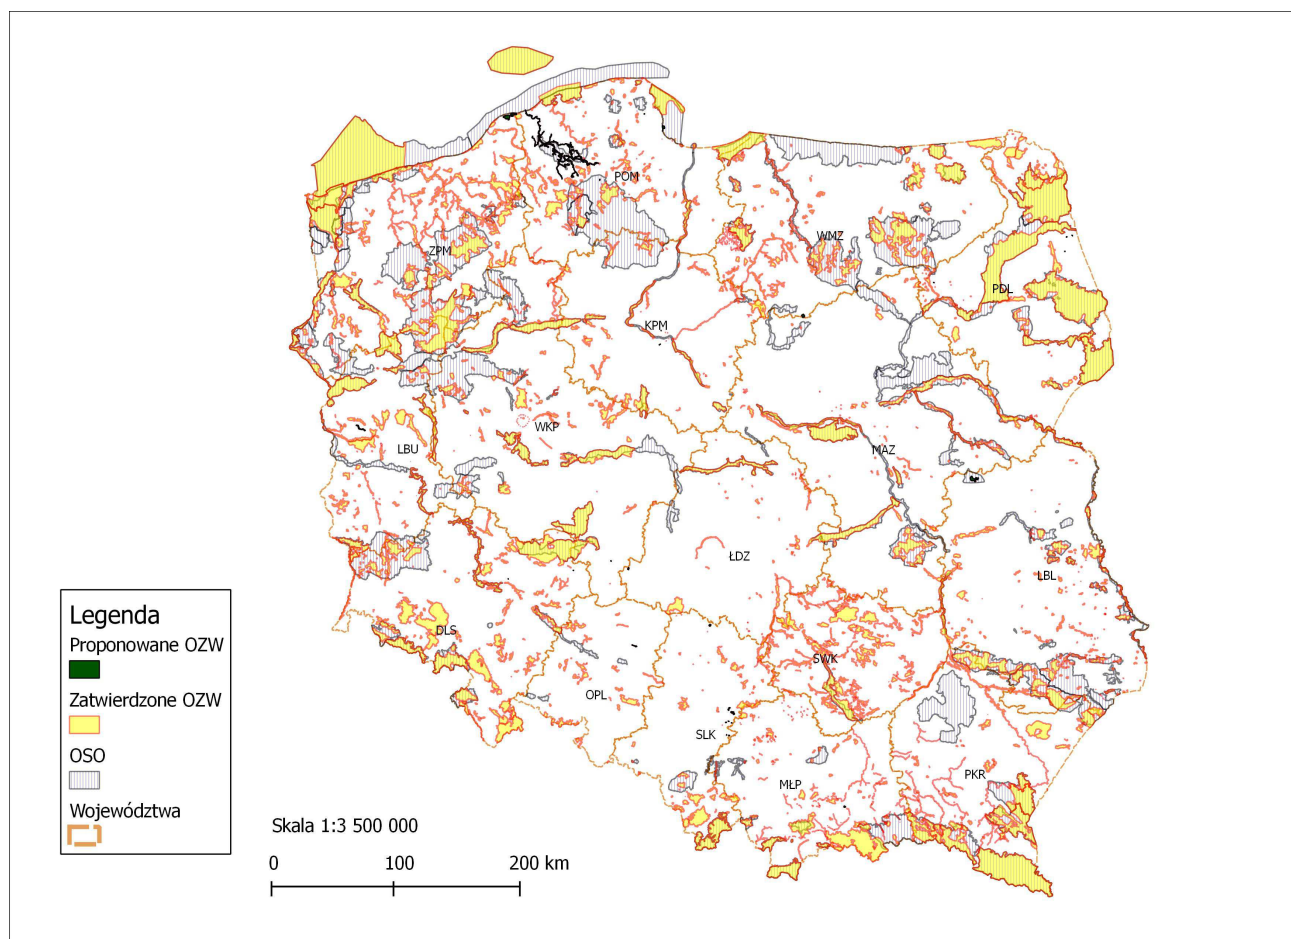 POM
WMZ
ZPM
PDL
KPM
WKP
LBU
MAZ
ŁDZ
LBL
Legenda
Proponowane OZW
Zatwierdzone OZW
OSO
Województwa
DLS
SWK
OPL
SLK
MŁP
PKR
Skala 1:3 500 000
0 100 200 km